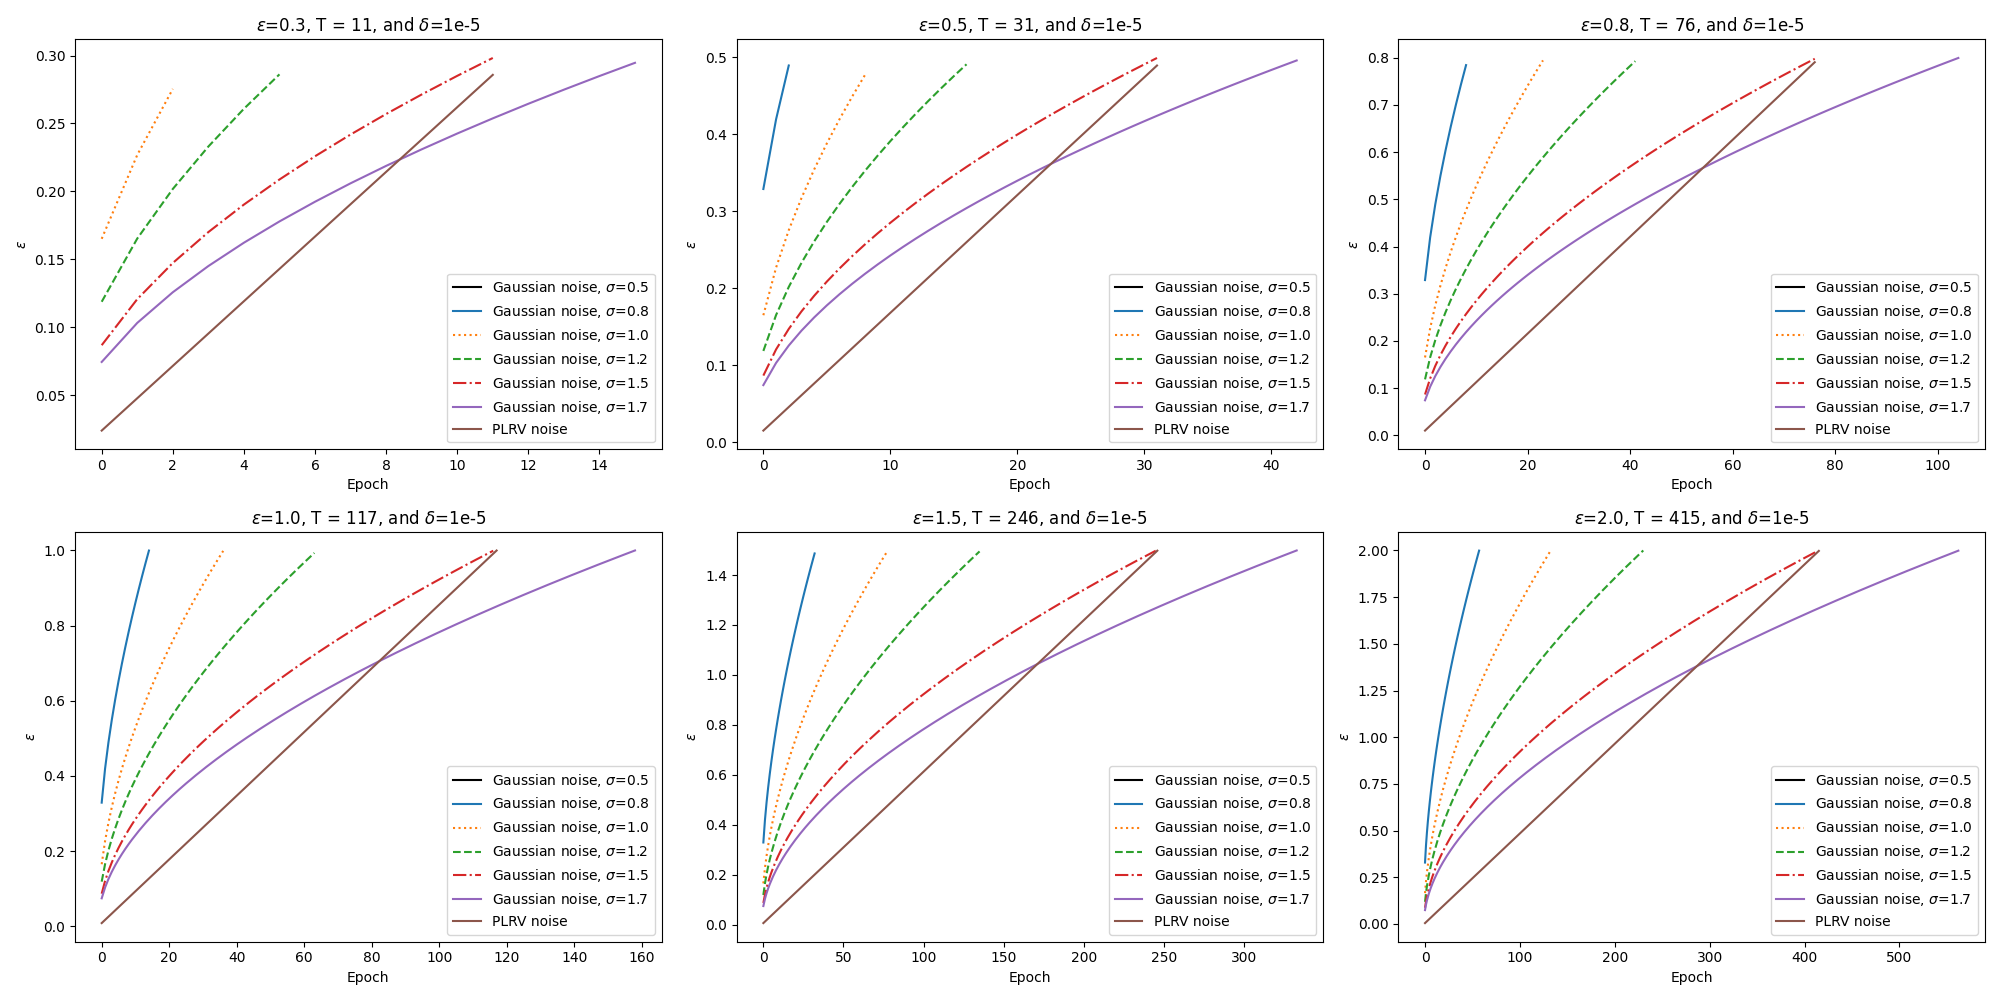 ε=0.3, T = 11, and δ=1e-5
0.30
0.25
0.20
0.15
0.10
0.05
ε
0 2 4 6 8 10 12 14
Epoch
Gaussian noise, σ=0.5
Gaussian noise, σ=0.8
Gaussian noise, σ=1.0
Gaussian noise, σ=1.2
Gaussian noise, σ=1.5
Gaussian noise, σ=1.7
PLRV noise
ε=0.5, T = 31, and δ=1e-5
0.5
0.4
0.3
0.2
0.1
0.0
ε
0 10 20 30 40
Epoch
Gaussian noise, σ=0.5
Gaussian noise, σ=0.8
Gaussian noise, σ=1.0
Gaussian noise, σ=1.2
Gaussian noise, σ=1.5
Gaussian noise, σ=1.7
PLRV noise
ε=0.8, T = 76, and δ=1e-5
0.8
0.7
0.6
0.5
0.4
0.3
0.2
0.1
0.0
ε
0 20 40 60 80 100
Epoch
Gaussian noise, σ=0.5
Gaussian noise, σ=0.8
Gaussian noise, σ=1.0
Gaussian noise, σ=1.2
Gaussian noise, σ=1.5
Gaussian noise, σ=1.7
PLRV noise
ε=1.0, T = 117, and δ=1e-5
1.0
0.8
0.6
0.4
0.2
0.0
ε
0 20 40 60 80 100 120 140 160
Epoch
Gaussian noise, σ=0.5
Gaussian noise, σ=0.8
Gaussian noise, σ=1.0
Gaussian noise, σ=1.2
Gaussian noise, σ=1.5
Gaussian noise, σ=1.7
PLRV noise
ε=1.5, T = 246, and δ=1e-5
1.4
1.2
1.0
0.8
0.6
0.4
0.2
0.0
ε
0 50 100 150 200 250 300
Epoch
Gaussian noise, σ=0.5
Gaussian noise, σ=0.8
Gaussian noise, σ=1.0
Gaussian noise, σ=1.2
Gaussian noise, σ=1.5
Gaussian noise, σ=1.7
PLRV noise
ε=2.0, T = 415, and δ=1e-5
2.00
1.75
1.50
1.25
1.00
0.75
0.50
0.25
0.00
ε
0 100 200 300 400 500
Epoch
Gaussian noise, σ=0.5
Gaussian noise, σ=0.8
Gaussian noise, σ=1.0
Gaussian noise, σ=1.2
Gaussian noise, σ=1.5
Gaussian noise, σ=1.7
PLRV noise